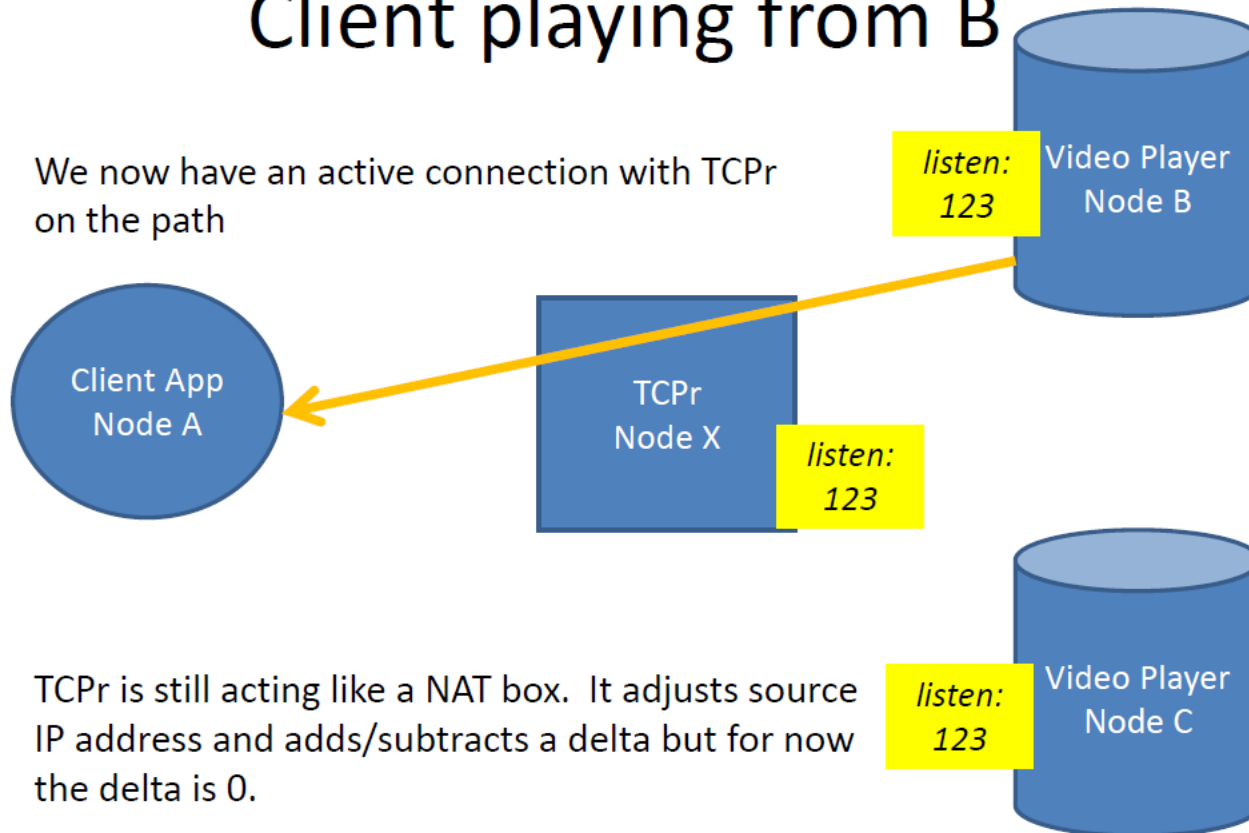 Client playing from B
We now have an active connection with TCPr
on the path
listen:
123
Video Player
Node B
Client App
Node A
TCPr
Node X
listen:
123
TCPr is still acting like a NAT box.  It adjusts source
IP address and adds/subtracts a delta but for now
the delta is 0.
listen:
123
Video Player
Node C